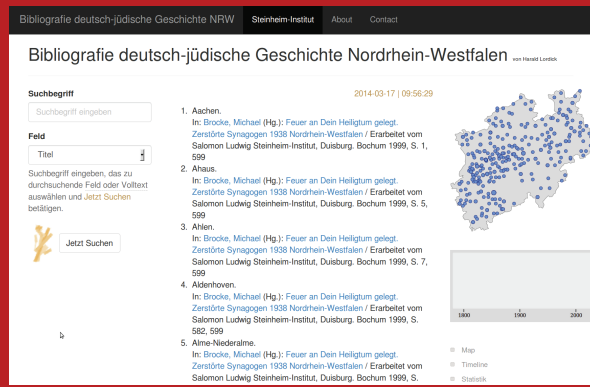 Bibliografie deutsch-jüdische Geschichte NRW Steinheim-Institut About Contact
Bibliografie deutsch-jüdische Geschichte Nordrhein-Westfalen von Harald Lordick
Suchbegriff
Suchbegriff eingeben
Feld
Titel
Suchbegriff eingeben, das zu
durchsuchende Feld oder Volltext
auswählen und Jetzt Suchen
betätigen.
Jetzt Suchen
2014-03-17 | 09:56:29
1. Aachen.
In: Brocke, Michael (Hg.): Feuer an Dein Heiligtum gelegt.
Zerstörte Synagogen 1938 Nordrhein-Westfalen / Erarbeitet vom
Salomon Ludwig Steinheim-Institut, Duisburg. Bochum 1999, S. 1,
599
2. Ahaus.
In: Brocke, Michael (Hg.): Feuer an Dein Heiligtum gelegt.
Zerstörte Synagogen 1938 Nordrhein-Westfalen / Erarbeitet vom
Salomon Ludwig Steinheim-Institut, Duisburg. Bochum 1999, S. 5,
599
3. Ahlen.
In: Brocke, Michael (Hg.): Feuer an Dein Heiligtum gelegt.
Zerstörte Synagogen 1938 Nordrhein-Westfalen / Erarbeitet vom
Salomon Ludwig Steinheim-Institut, Duisburg. Bochum 1999, S. 7,
599
4. Aldenhoven.
In: Brocke, Michael (Hg.): Feuer an Dein Heiligtum gelegt.
Zerstörte Synagogen 1938 Nordrhein-Westfalen / Erarbeitet vom
Salomon Ludwig Steinheim-Institut, Duisburg. Bochum 1999, S.
582, 599
5. Alme-Niederalme.
In: Brocke, Michael (Hg.): Feuer an Dein Heiligtum gelegt.
Zerstörte Synagogen 1938 Nordrhein-Westfalen / Erarbeitet vom
Salomon Ludwig Steinheim-Institut, Duisburg. Bochum 1999, S.
1800 1900 2000
Map
Timeline
Statistik